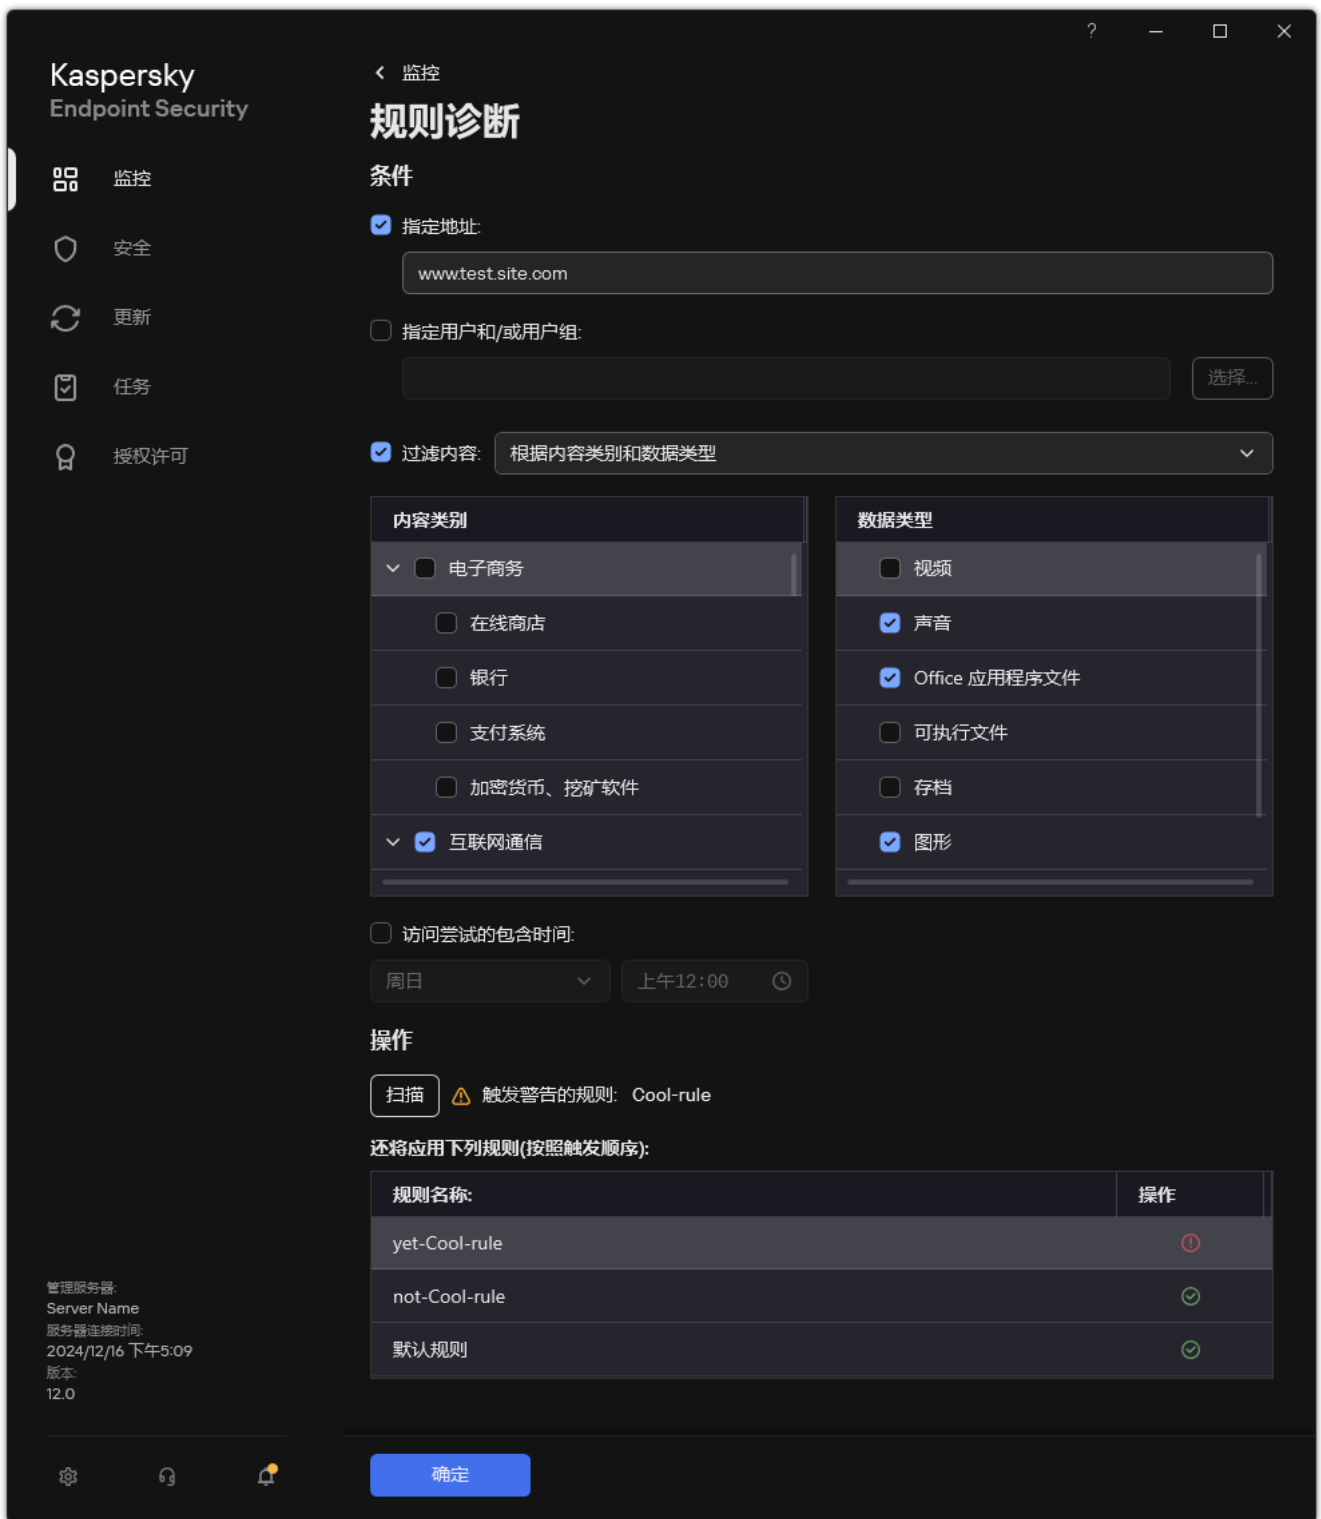 ?
Kaspersky
Endpoint Security
监控
安全
更新
任务
授权许可
监控
规则诊断
条件
指定地址:
www.test.site.com
指定用户和/或用户组:
选择...
过滤内容: 根据内容类别和数据类型
内容类别
电子商务
在线商店
银行
支付系统
加密货币、挖矿软件
互联网通信
数据类型
视频
声音
Office 应用程序文件
可执行文件
存档
图形
访问尝试的包含时间:
周日 上午12:00
操作
扫描 触发警告的规则: Cool-rule
还将应用下列规则(按照触发顺序):
规则名称: 操作
yet-Cool-rule
not-Cool-rule
默认规则
管理服务器:
Server Name
服务器连接时间:
2024/12/16 下午5:09
版本:
12.0
确定